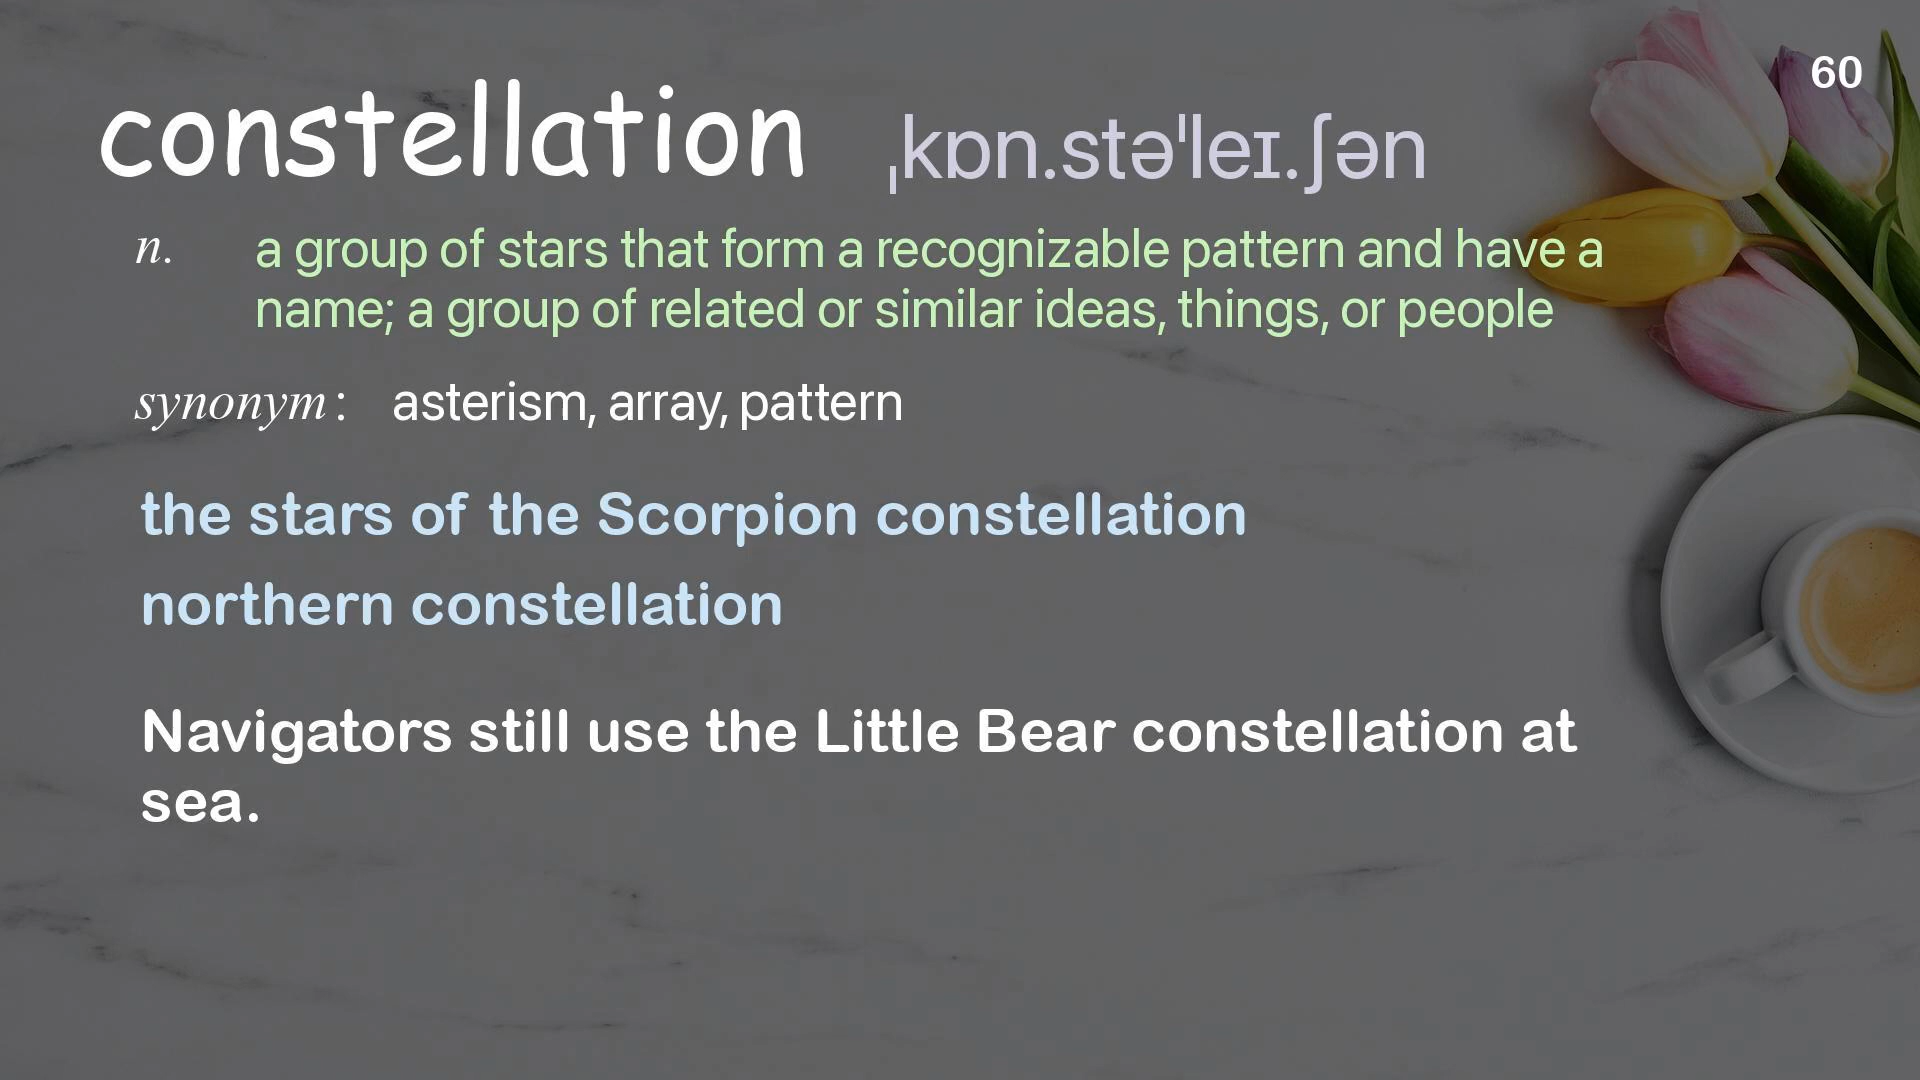 60
constellation ˌkɒn.stəˈleɪ.ʃən
n. a group of stars that form a recognizable pattern and have a
name; a group of related or similar ideas, things, or people
synonym: asterism, array, pattern
the stars of the Scorpion constellation
northern constellation
Navigators still use the Little Bear constellation at
sea.